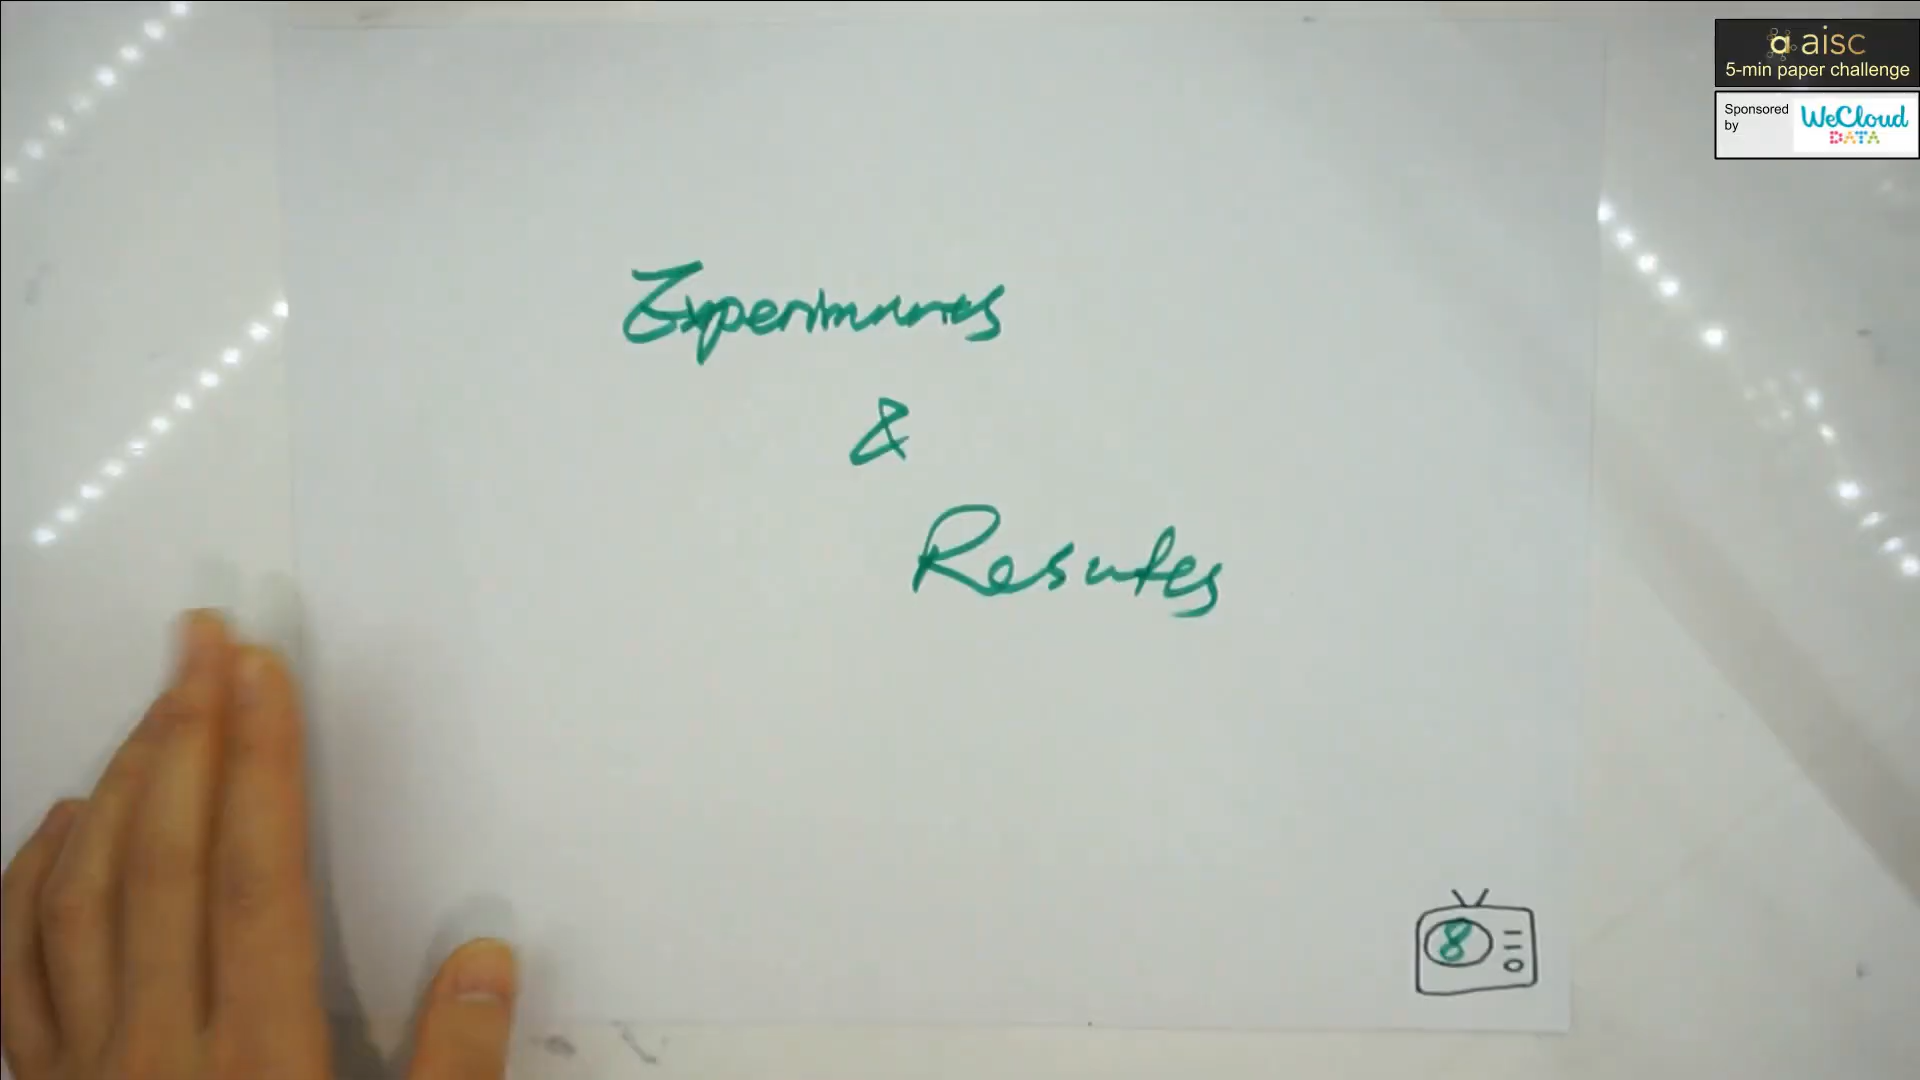 aisc
5-min paper challenge
Sponsored
by
WeCloud
DATA
Experiments
&
Results
8